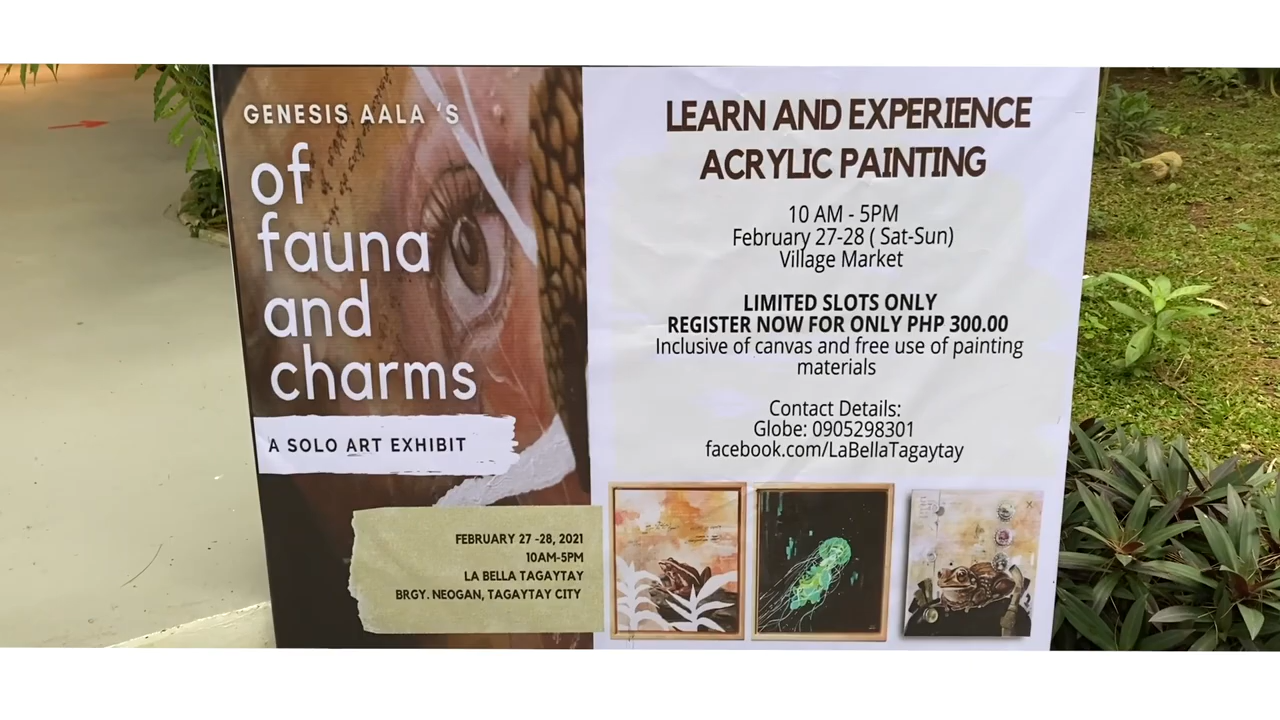 GENESIS AALA 'S
of
fauna
and
charms
A SOLO ART EXHIBIT
FEBRUARY 27 -28, 2021
10AM-5PM
LA BELLA TAGAYTAY
BRGY. NEOGAN, TAGAYTAY CITY
LEARN AND EXPERIENCE
ACRYLIC PAINTING
10 AM - 5PM
February 27-28 ( Sat-Sun)
Village Market
LIMITED SLOTS ONLY
REGISTER NOW FOR ONLY PHP 300.00
Inclusive of canvas and free use of painting
materials
Contact Details:
Globe: 0905298301
facebook.com/LaBellaTagaytay